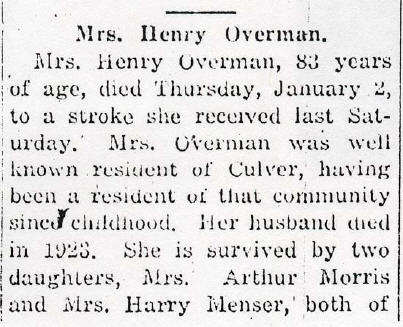 Mrs. Henry Overman.
Mrs. Henry Overman, 83 years
of age, died Thursday, January 2,
to a stroke she received last Sat-
urday. Mrs. Overman was well
known resident of Culver, having
been a resident of that community
since childhood. Her husband died
in 1923. She is survived by two
daughters, Mrs. Arthur Morris
and Mrs. Harry Menser, both of